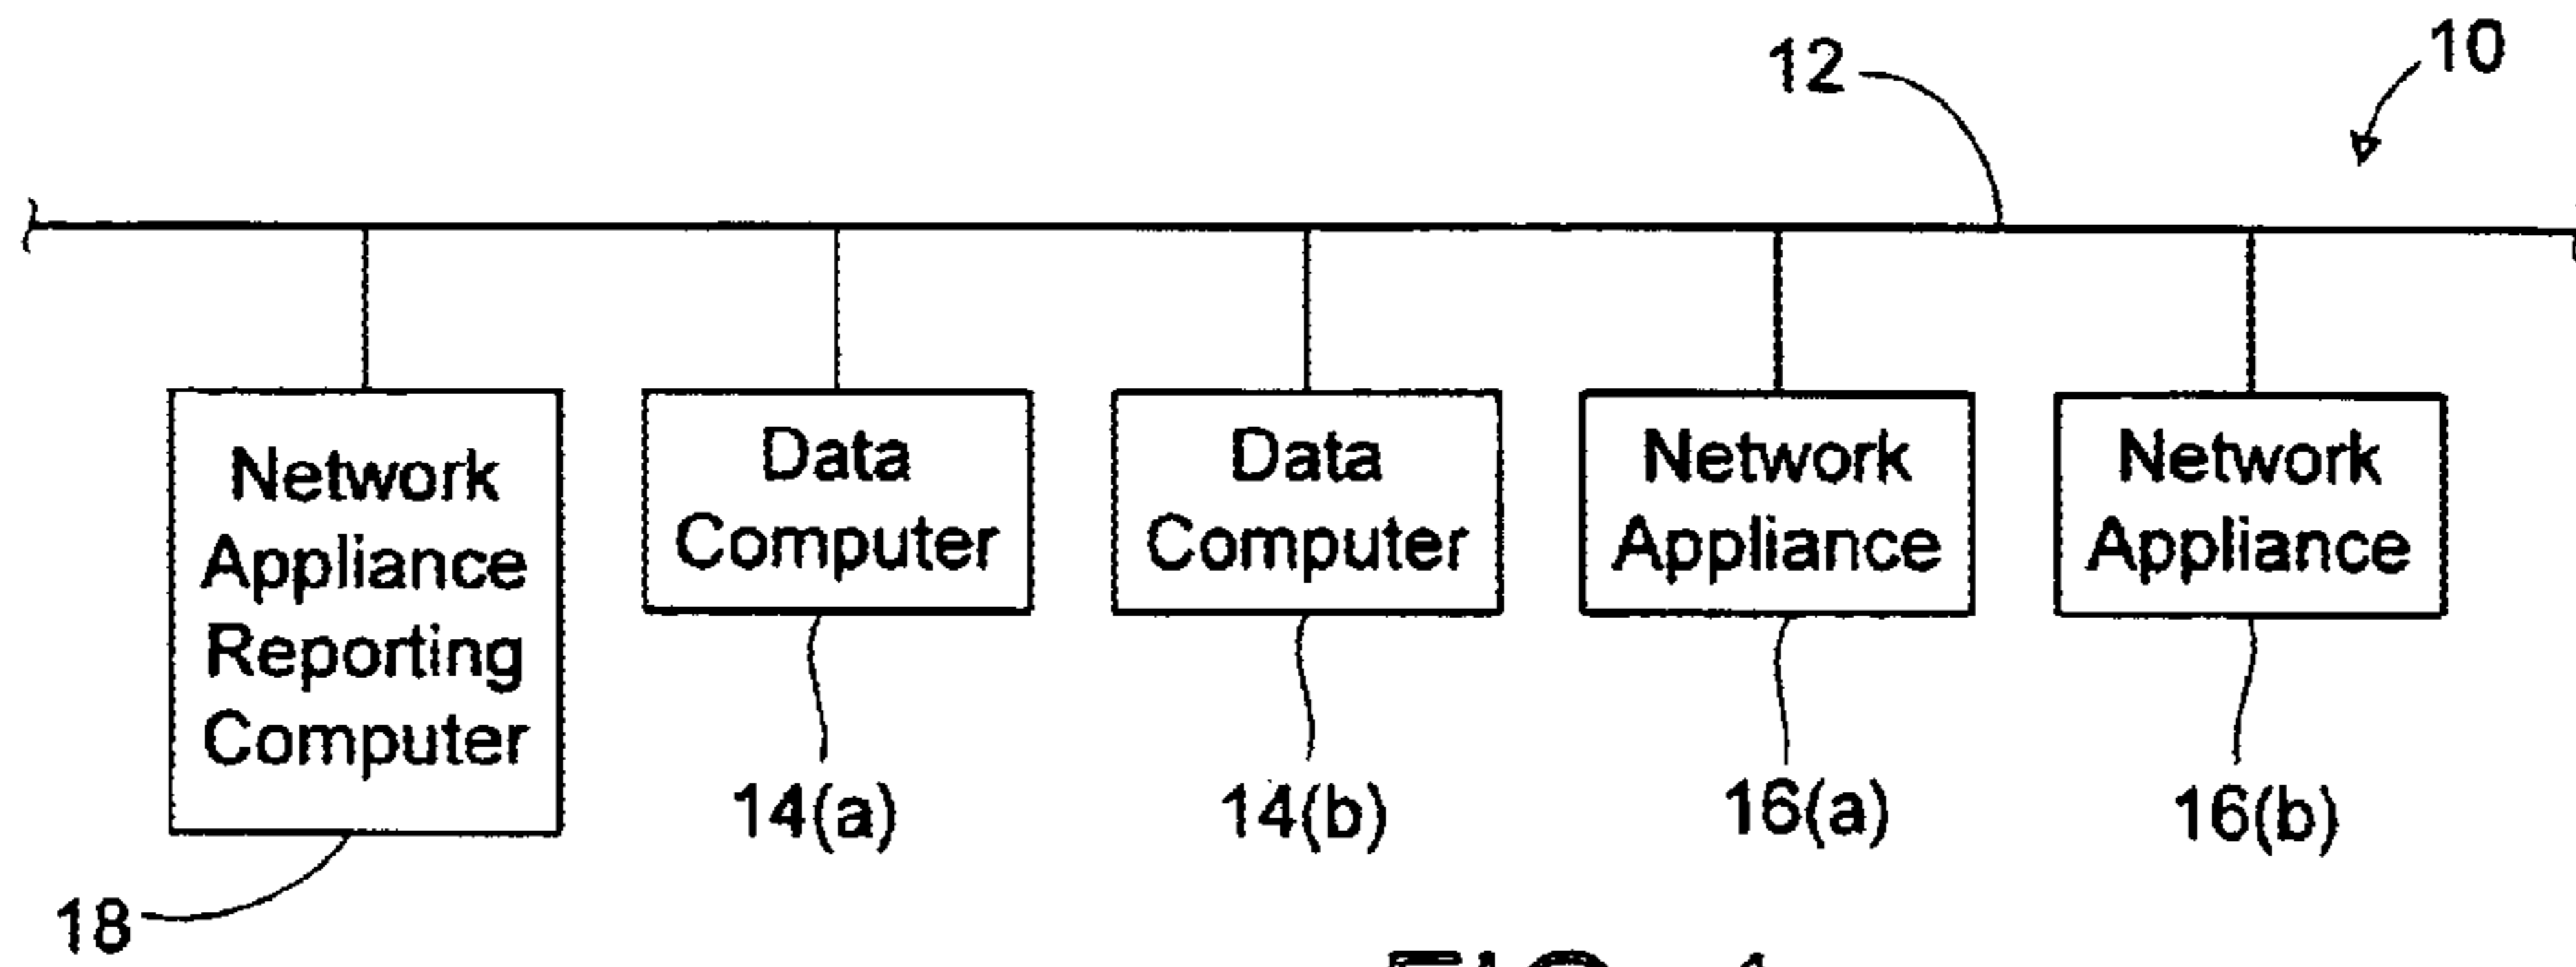 10
12
Network
Appliance
Reporting
Computer
Data
Computer
Data
Computer
Network
Appliance
Network
Appliance
14(a)
14(b)
16(a)
16(b)
18